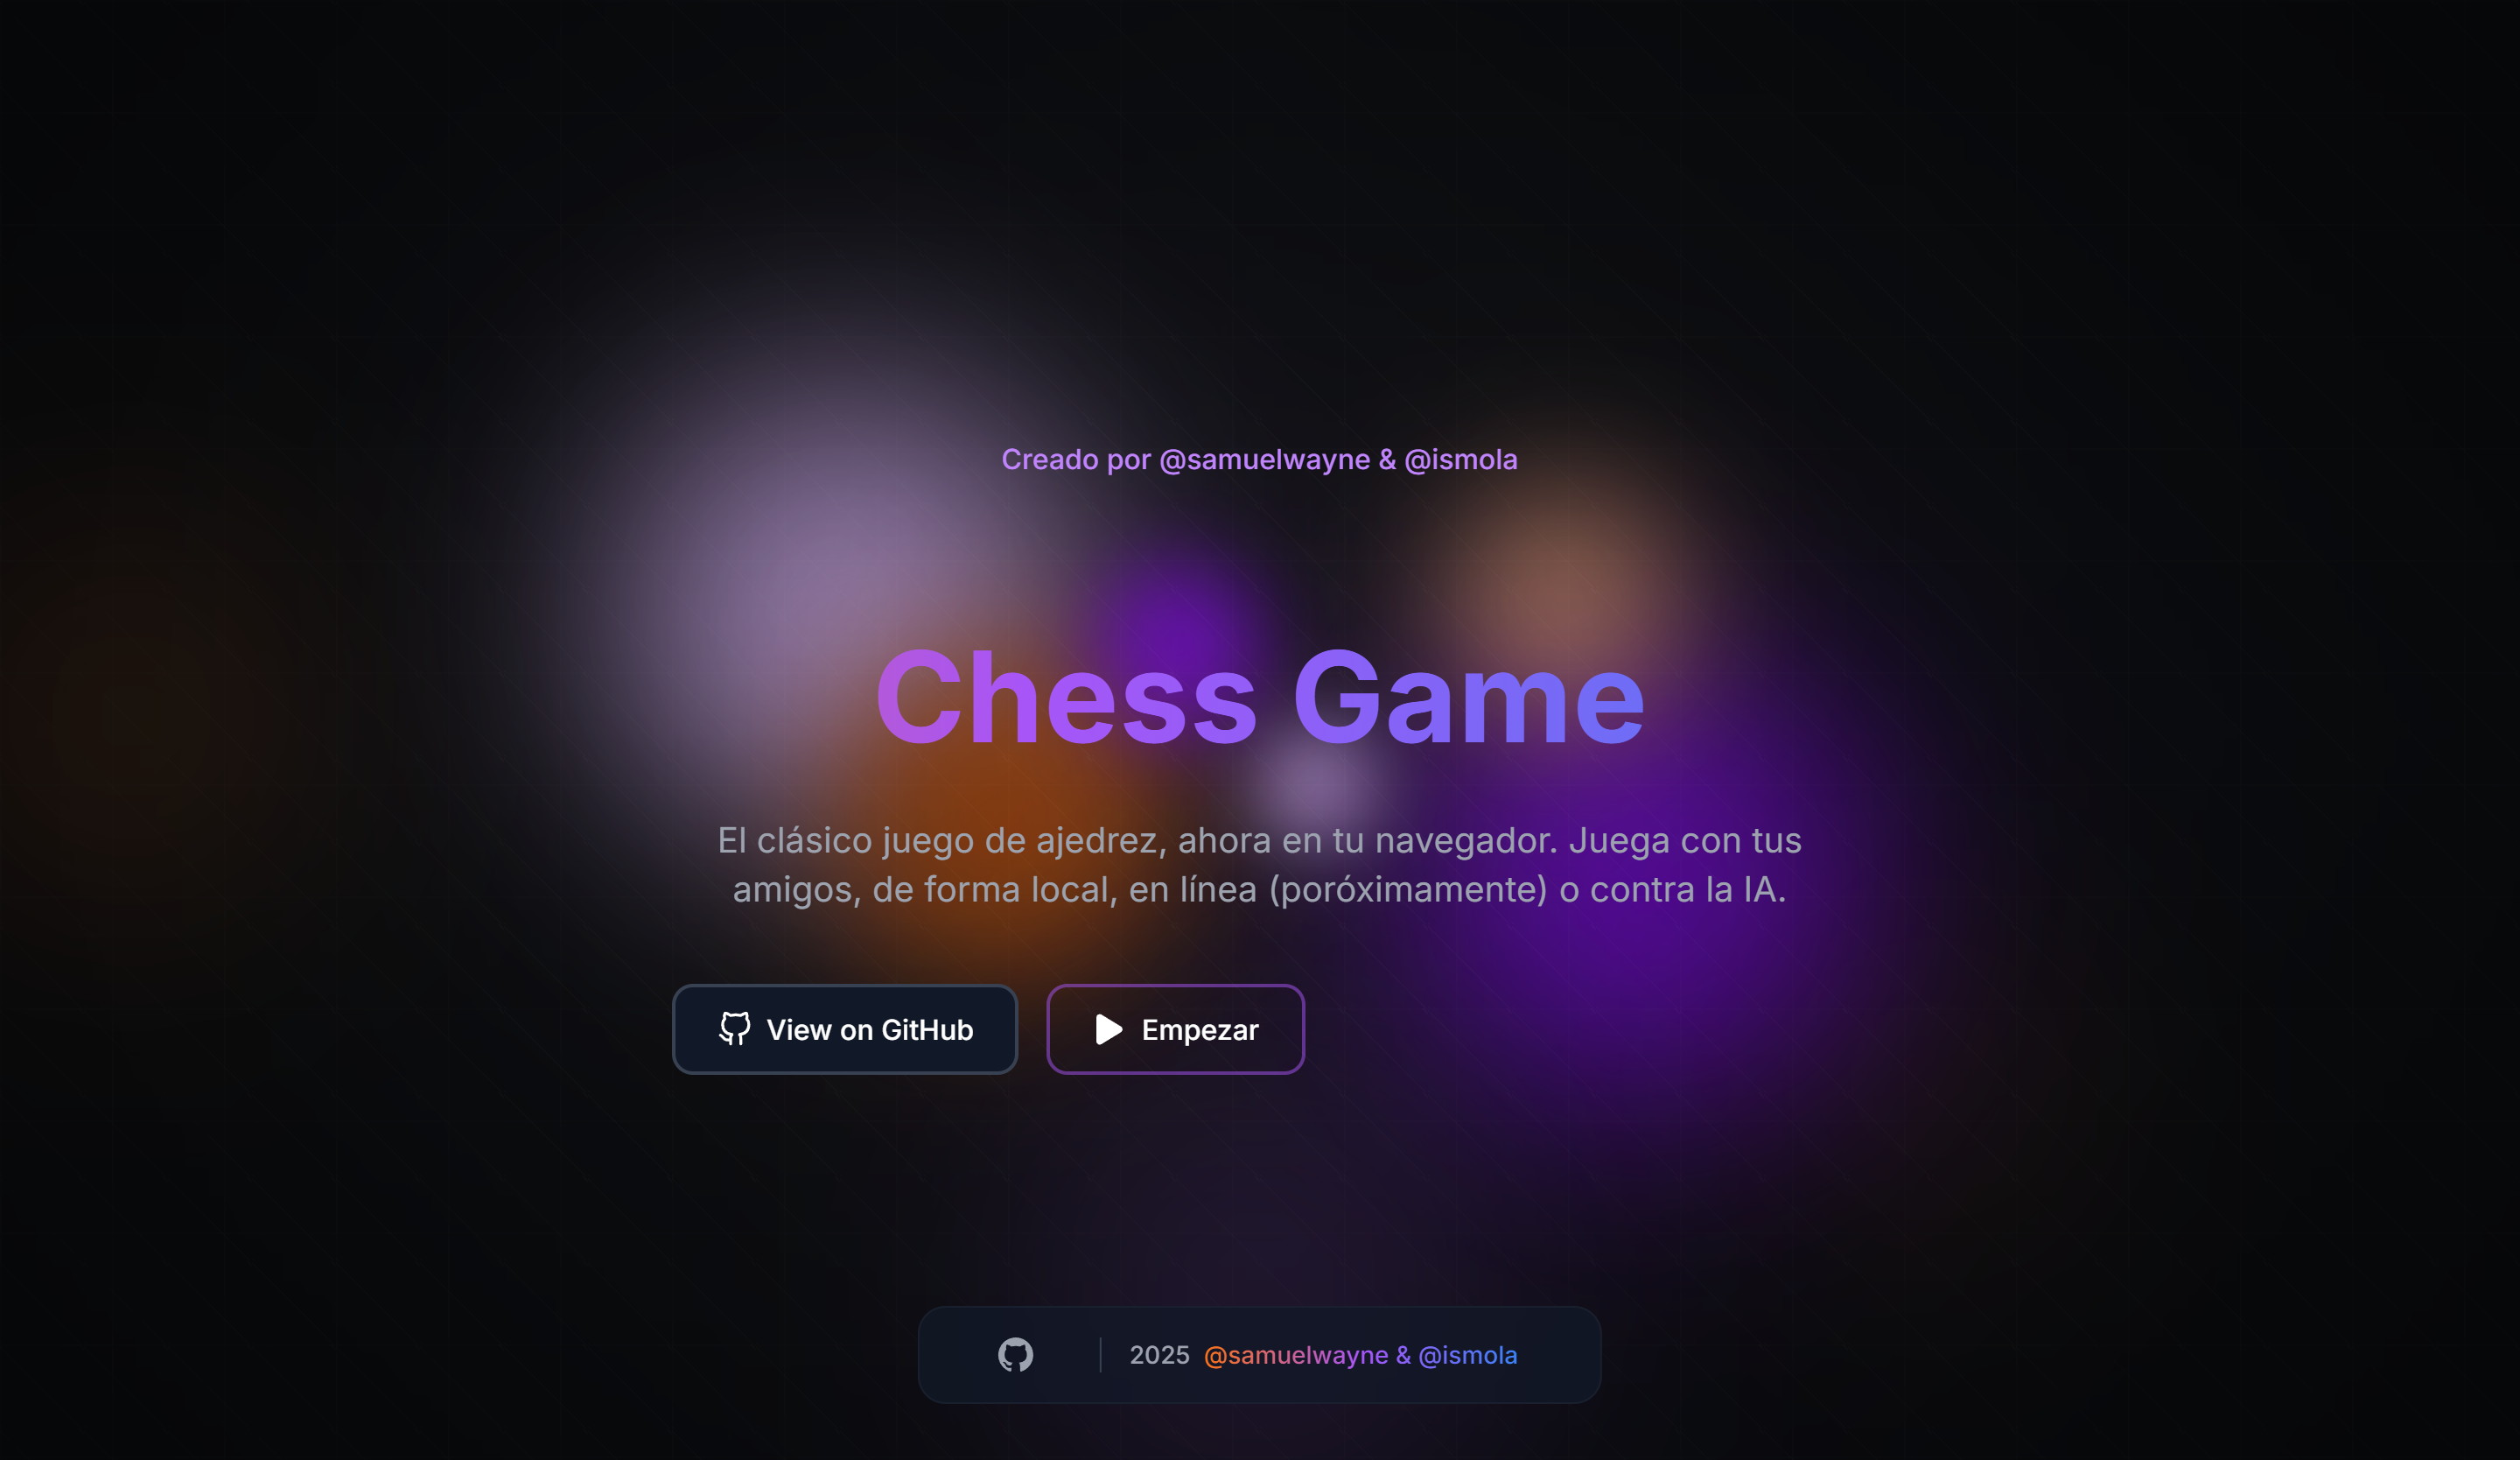 Creado por @samuelwayne & @ismola
Chess Game
El clásico juego de ajedrez, ahora en tu navegador. Juega con tus
amigos, de forma local, en línea (poróximamente) o contra la IA.
View on GitHub
Empezar
2025 @samuelwayne & @ismola